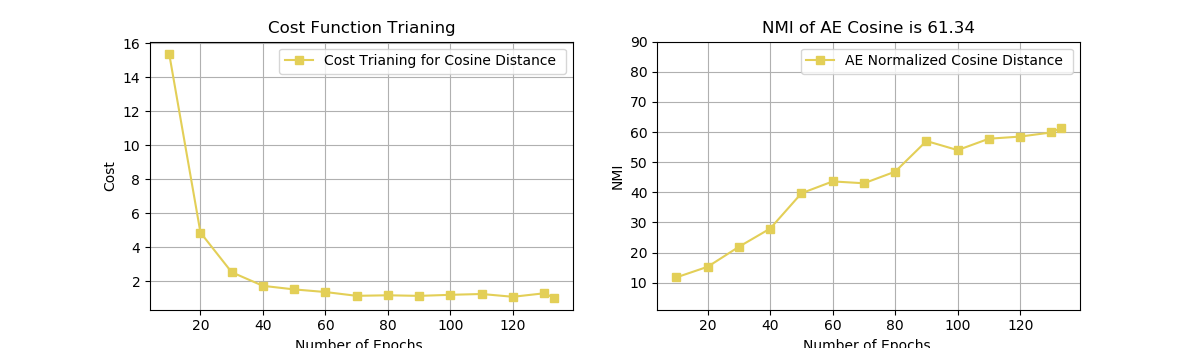 Cost Function Trianing
16
14
12
10
8
6
4
2
Cost
Cost Trianing for Cosine Distance
20 40 60 80 100 120
Number of Epochs
NMI of AE Cosine is 61.34
90
80
70
60
50
40
30
20
10
NMI
AE Normalized Cosine Distance
20 40 60 80 100 120
Number of Epochs